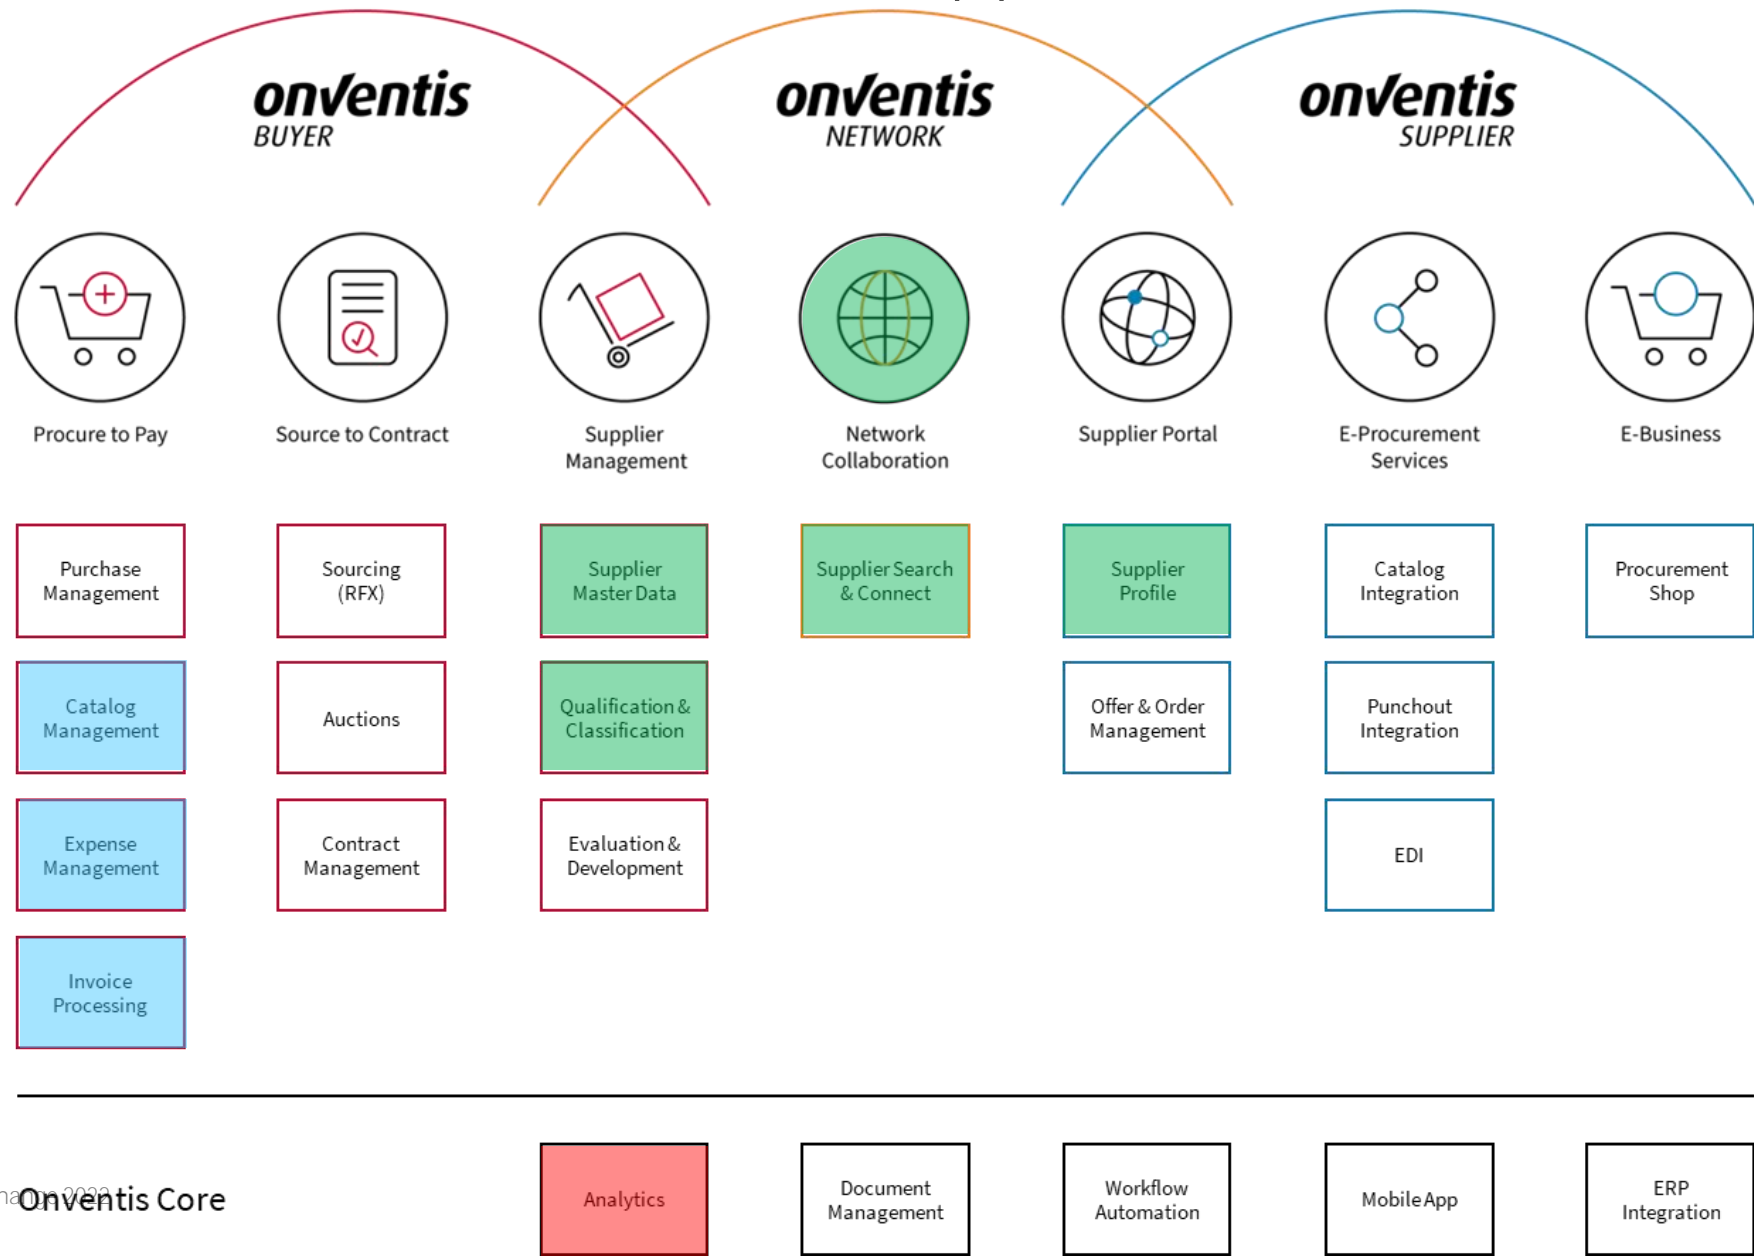 onventis
BUYER
onventis
NETWORK
onventis
SUPPLIER
Procure to Pay
Source to Contract
Supplier
Management
Network
Collaboration
Supplier Portal
E-Procurement
Services
E-Business
Purchase
Management
Sourcing
(RFX)
Supplier
Master Data
Supplier Search
& Connect
Supplier
Profile
Catalog
Integration
Procurement
Shop
Catalog
Management
Auctions
Qualification &
Classification
Offer & Order
Management
Punchout
Integration
Expense
Management
Contract
Management
Evaluation &
Development
EDI
Invoice
Processing
Onventis Core
2022
Analytics
Document
Management
Workflow
Automation
Mobile App
ERP
Integration